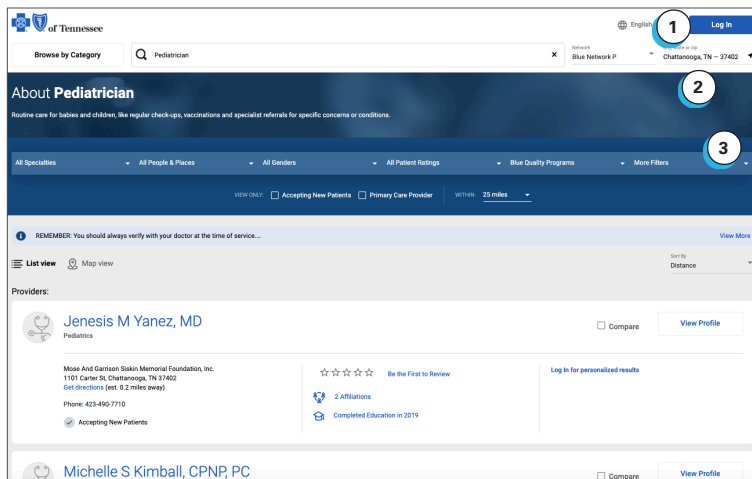 of Tennessee
English
1
Log In
Browse by Category
Pediatrician
×
Network
Blue Network P
or zip
Chattanooga, TN — 37402
2
About Pediatrician
Routine care for babies and children, like regular check-ups, vaccinations and specialist referrals for specific concerns or conditions.
3
All Specialties
All People & Places
All Genders
All Patient Ratings
Blue Quality Programs
More Filters
VIEW ONLY: Accepting New Patients Primary Care Provider WITHIN 25 miles
REMEMBER: You should always verify with your doctor at the time of service...
View More
List view
Map view
Sort By
Distance
Providers:
Jenesis M Yanez, MD
Pediatrics
Compare
View Profile
Mose And Garrison Siskin Memorial Foundation, Inc.
1101 Carter St, Chattanooga, TN 37402
Get directions (est. 0.2 miles away)
Phone: 423-490-7710
Accepting New Patients
Be the First to Review
2 Affiliations
Completed Education in 2019
Log In for personalized results
Michelle S Kimball, CPNP, PC
Compare
View Profile